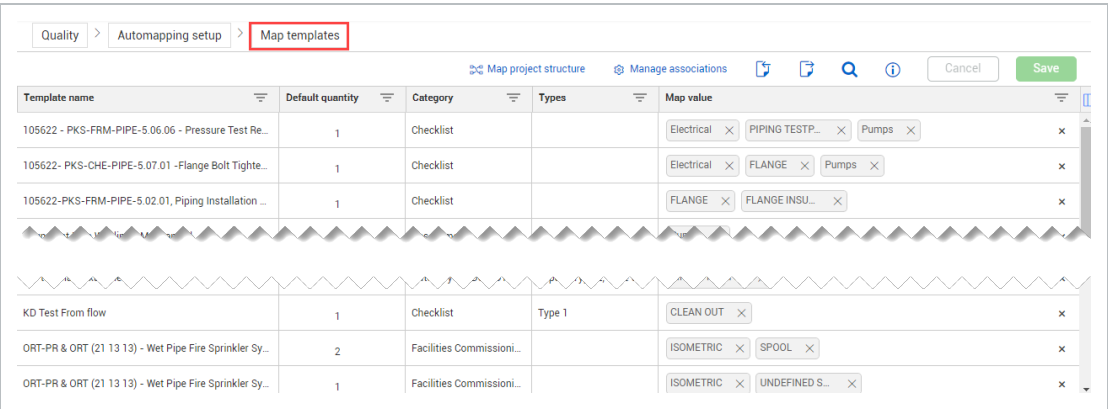 Quality > Automapping setup > Map templates
Map project structure Manage associations Cancel Save
Template name Default quantity Category Types Map value
105622 - PKS-FRM-PIPE-5.06.06 - Pressure Test Re... 1 Checklist Electrical × PIPING TESTP... × Pumps × ×
105622- PKS-CHE-PIPE-5.07.01 -Flange Bolt Tighte... 1 Checklist Electrical × FLANGE × Pumps × ×
105622-PKS-FRM-PIPE-5.02.01, Piping Installation ... 1 Checklist FLANGE × FLANGE INSU... × ×
KD Test From flow 1 Checklist Type 1 CLEAN OUT × ×
ORT-PR & ORT (21 13 13) - Wet Pipe Fire Sprinkler Sy... 2 Facilities Commissioni... ISOMETRIC × SPOOL × ×
ORT-PR & ORT (21 13 13) - Wet Pipe Fire Sprinkler Sy... 1 Facilities Commissioni... ISOMETRIC × UNDEFINED S... × ×